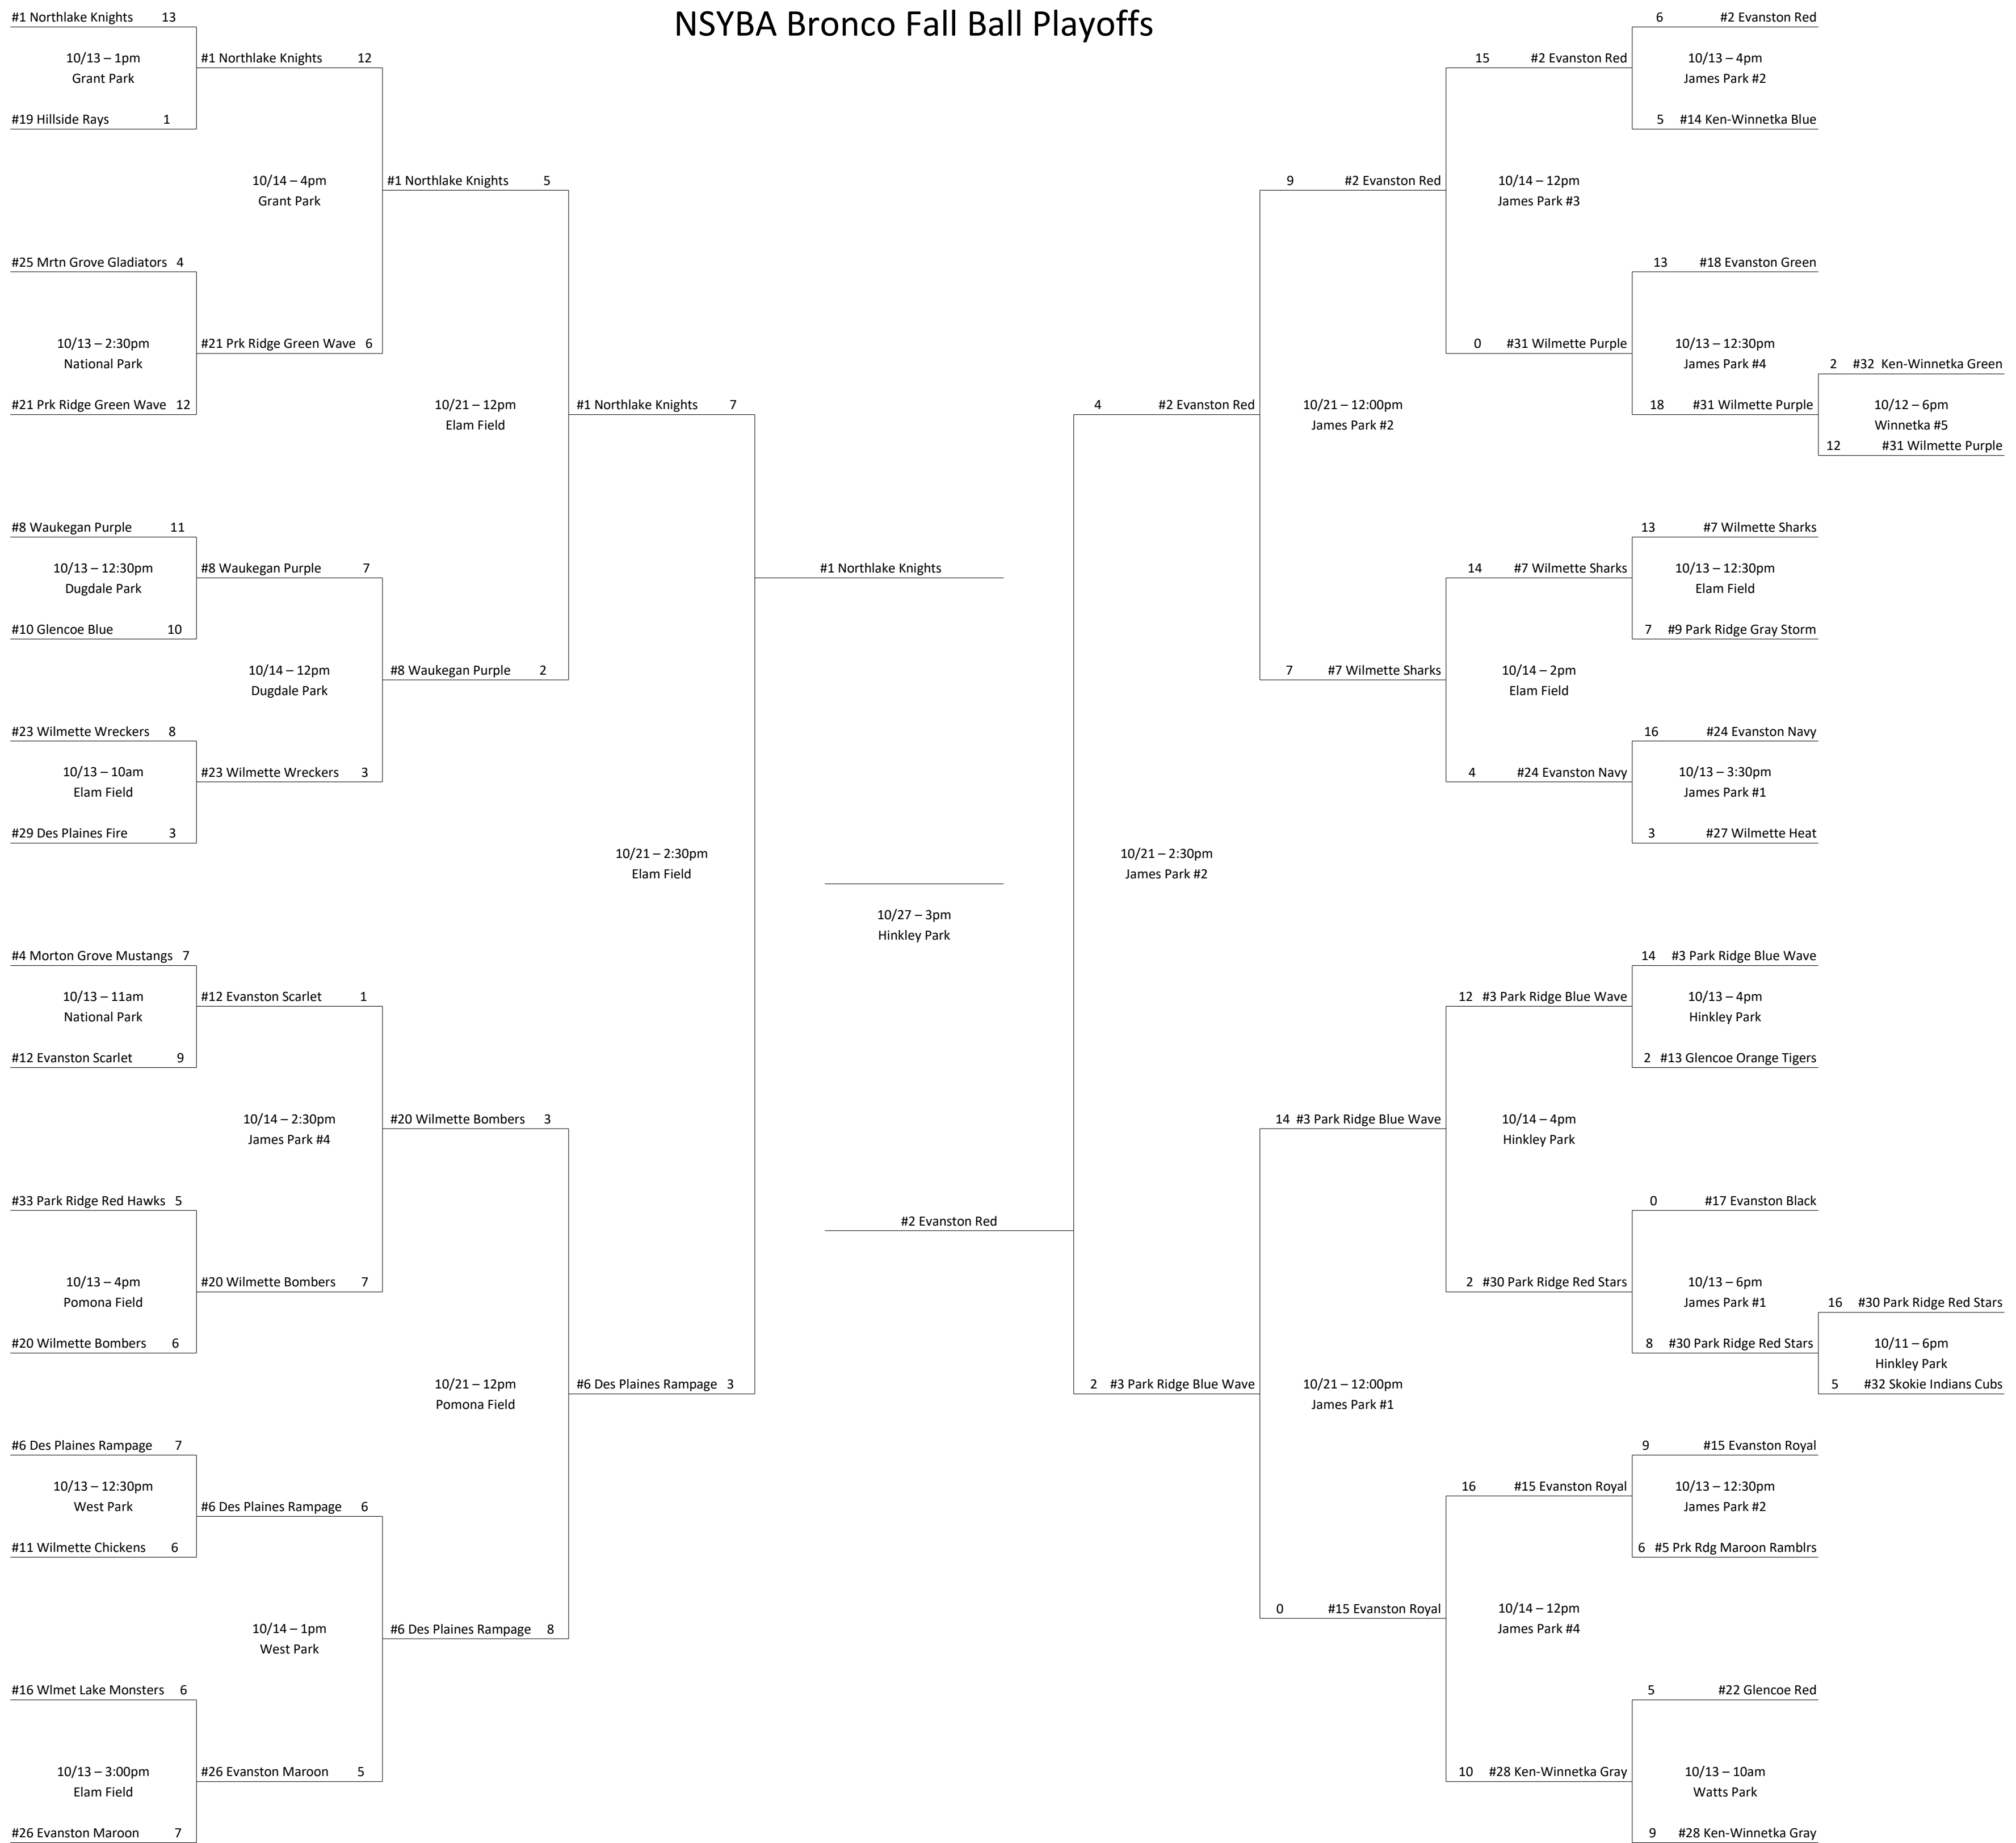 NSYBA Bronco Fall Ball Playoffs
#1 Northlake Knights 13
10/13 – 1pm
Grant Park
#19 Hillside Rays 1
#1 Northlake Knights 12
10/14 – 4pm
Grant Park
#25 Mrtn Grove Gladiators 4
10/13 – 2:30pm
National Park
#21 Prk Ridge Green Wave 12
#21 Prk Ridge Green Wave 6
#1 Northlake Knights 5
10/21 – 12pm
Elam Field
#8 Waukegan Purple 11
10/13 – 12:30pm
Dugdale Park
#10 Glencoe Blue 10
#8 Waukegan Purple 7
10/14 – 12pm
Dugdale Park
#23 Wilmette Wreckers 8
10/13 – 10am
Elam Field
#29 Des Plaines Fire 3
#23 Wilmette Wreckers 3
#8 Waukegan Purple 2
#1 Northlake Knights 7
10/21 – 2:30pm
Elam Field
#4 Morton Grove Mustangs 7
10/13 – 11am
National Park
#12 Evanston Scarlet 9
#12 Evanston Scarlet 1
10/14 – 2:30pm
James Park #4
#33 Park Ridge Red Hawks 5
10/13 – 4pm
Pomona Field
#20 Wilmette Bombers 6
#20 Wilmette Bombers 7
#20 Wilmette Bombers 3
10/21 – 12pm
Pomona Field
#6 Des Plaines Rampage 7
10/13 – 12:30pm
West Park
#11 Wilmette Chickens 6
#6 Des Plaines Rampage 6
10/14 – 1pm
West Park
#16 Wlmet Lake Monsters 6
10/13 – 3:00pm
Elam Field
#26 Evanston Maroon 7
#26 Evanston Maroon 5
#6 Des Plaines Rampage 8
#6 Des Plaines Rampage 3
#1 Northlake Knights
10/27 – 3pm
Hinkley Park
#2 Evanston Red
6 #2 Evanston Red
10/13 – 4pm
James Park #2
5 #14 Ken-Winnetka Blue
15 #2 Evanston Red
10/14 – 12pm
James Park #3
13 #18 Evanston Green
10/13 – 12:30pm
James Park #4
18 #31 Wilmette Purple
2 #32 Ken-Winnetka Green
10/12 – 6pm
Winnetka #5
12 #31 Wilmette Purple
0 #31 Wilmette Purple
9 #2 Evanston Red
10/21 – 12:00pm
James Park #2
13 #7 Wilmette Sharks
10/13 – 12:30pm
Elam Field
7 #9 Park Ridge Gray Storm
14 #7 Wilmette Sharks
10/14 – 2pm
Elam Field
16 #24 Evanston Navy
10/13 – 3:30pm
James Park #1
3 #27 Wilmette Heat
4 #24 Evanston Navy
7 #7 Wilmette Sharks
4 #2 Evanston Red
10/21 – 2:30pm
James Park #2
14 #3 Park Ridge Blue Wave
10/13 – 4pm
Hinkley Park
2 #13 Glencoe Orange Tigers
12 #3 Park Ridge Blue Wave
10/14 – 4pm
Hinkley Park
0 #17 Evanston Black
10/13 – 6pm
James Park #1
8 #30 Park Ridge Red Stars
16 #30 Park Ridge Red Stars
10/11 – 6pm
Hinkley Park
5 #32 Skokie Indians Cubs
2 #30 Park Ridge Red Stars
14 #3 Park Ridge Blue Wave
10/21 – 12:00pm
James Park #1
9 #15 Evanston Royal
10/13 – 12:30pm
James Park #2
6 #5 Prk Rdg Maroon Ramblrs
16 #15 Evanston Royal
10/14 – 12pm
James Park #4
5 #22 Glencoe Red
10/13 – 10am
Watts Park
9 #28 Ken-Winnetka Gray
10 #28 Ken-Winnetka Gray
0 #15 Evanston Royal
2 #3 Park Ridge Blue Wave